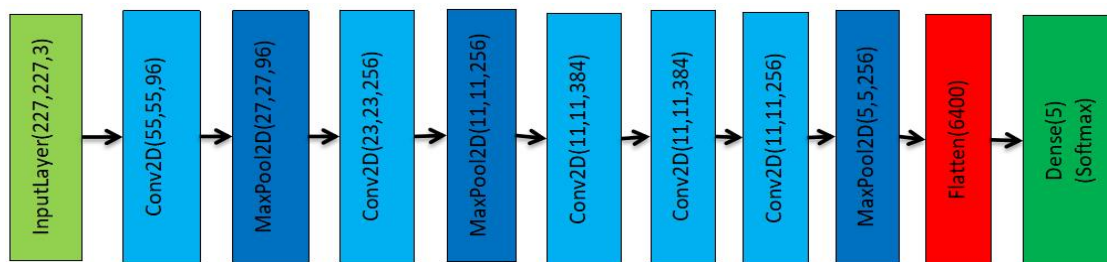 InputLayer(227,227,3)
Conv2D(55,55,96)
MaxPool2D(27,27,96)
Conv2D(23,23,256)
MaxPool2D(11,11,256)
Conv2D(11,11,384)
Conv2D(11,11,384)
Conv2D(11,11,256)
MaxPool2D(5,5,256)
Flatten(6400)
Dense(5)
(Softmax)